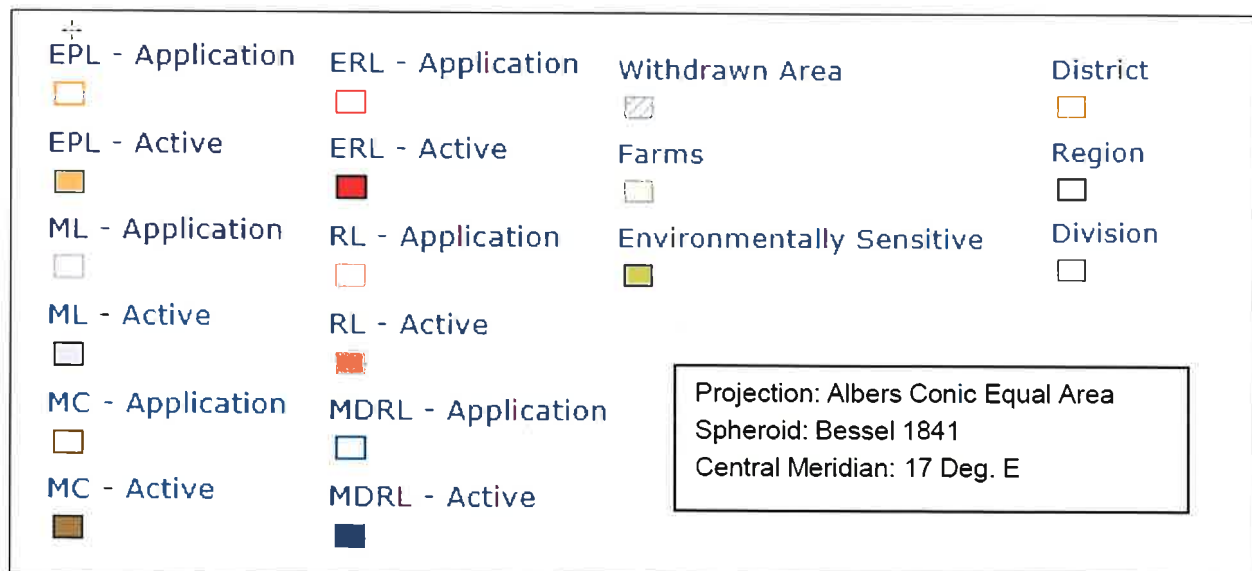 EPL - Application
EPL - Active
ML - Application
ML - Active
MC - Application
MC - Active
ERL - Application
ERL - Active
RL - Application
RL - Active
MDRL - Application
MDRL - Active
Withdrawn Area
Farms
Environmentally Sensitive
District
Region
Division
Projection: Albers Conic Equal Area
Spheroid: Bessel 1841
Central Meridian: 17 Deg. E